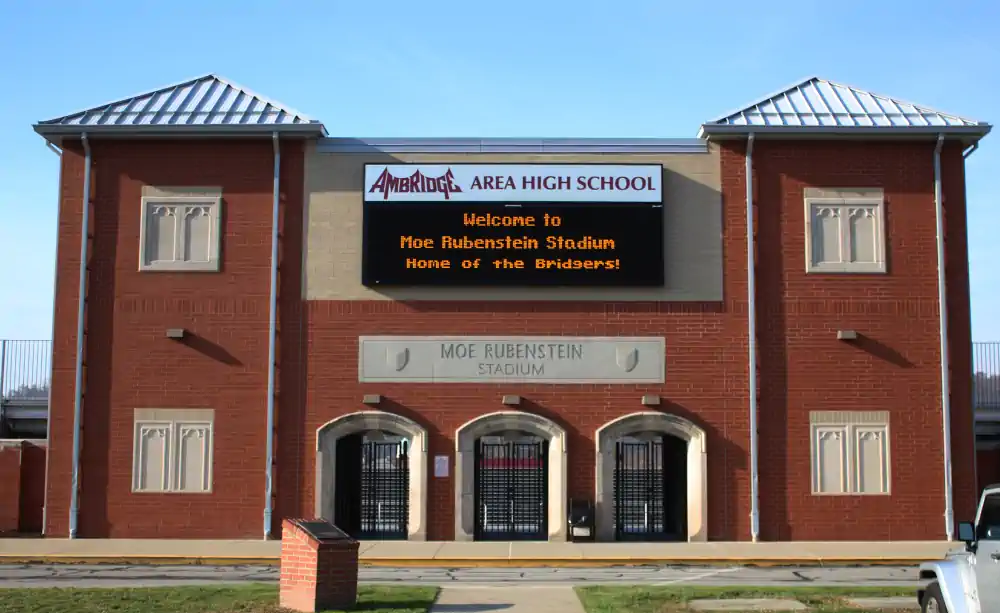 AMBRIDGE AREA HIGH SCHOOL
Welcome to
Moe Rubenstein Stadium
Home of the Bridgers!
MOE RUBENSTEIN
STADIUM